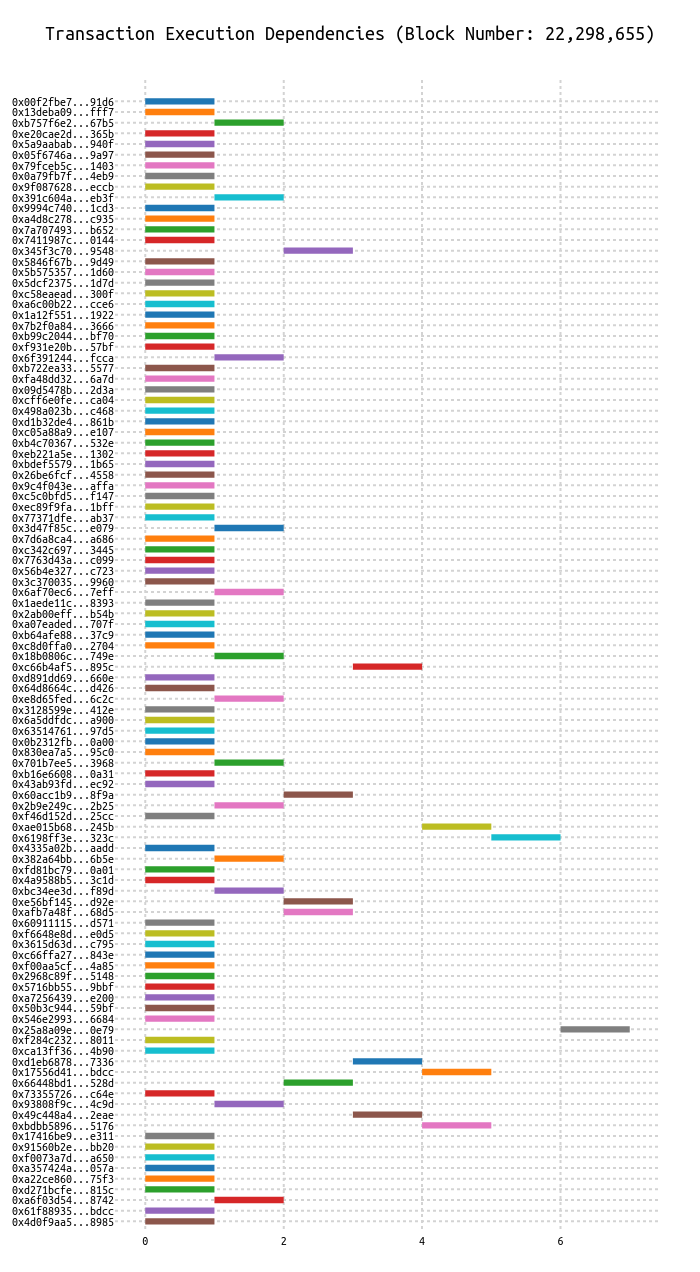 Transaction Execution Dependencies (Block Number: 22,298,655)
0x00f2fbe7...91d6
0x13deba09...fff7
0xb757f6e2...67b5
0xe20cae2d...365b
0x5a9aabab...940f
0x05f6746a...9a97
0x79fceb5c...1403
0x0a79fb7f...4eb9
0x9f087628...eccb
0x391c604a...eb3f
0x9994c740...1cd3
0xa4d8c278...c935
0x7a707493...b652
0x7411987c...0144
0x345f3c70...9548
0x5846f67b...9d49
0x5b575357...1d60
0x5dcf2375...1d7d
0xc58eaead...300f
0xa6c00b22...cce6
0x1a12f551...1922
0x7b2f0a84...3666
0xb99c2044...bf70
0xf931e20b...57bf
0x6f391244...fcca
0xb722ea33...5577
0xfa48dd32...6a7d
0x09d5478b...2d3a
0xcff6e0fe...ca04
0x498a023b...c468
0xd1b32de4...861b
0xc05a88a9...e107
0xb4c70367...532e
0xeb221a5e...1302
0xbdef5579...1b65
0x26be6fcf...4558
0x9c4f043e...affa
0xc5c0bfd5...f147
0xec89f9fa...1bff
0x77371dfe...ab37
0x3d47f85c...e079
0x7d6a8ca4...a686
0xc342c697...3445
0x7763d43a...c099
0x56b4e327...c723
0x3c370035...9960
0x6af70ec6...7eff
0x1aede11c...8393
0x2ab00eff...b54b
0xa07eaded...707f
0xb64afe88...37c9
0xc8d0ffa0...2704
0x18b0806c...749e
0xc66b4af5...895c
0xd891dd69...660e
0x64d8664c...d426
0xe8d65fed...6c2c
0x3128599e...412e
0x6a5ddfdc...a900
0x63514761...97d5
0x0b2312fb...0a00
0x830ea7a5...95c0
0x701b7ee5...3968
0xb16e6608...0a31
0x43ab93fd...ec92
0x60acc1b9...8f9a
0x2b9e249c...2b25
0xf46d152d...25cc
0xae015b68...245b
0x6198ff3e...323c
0x4335a02b...aadd
0x382a64bb...6b5e
0xfd81bc79...0a01
0x4a9588b5...3c1d
0xbc34ee3d...f89d
0xe56bf145...d92e
0xafb7a48f...68d5
0x60911115...d571
0xf6648e8d...e0d5
0x3615d63d...c795
0xc66ffa27...843e
0xf00aa5cf...4a85
0x2968c89f...5148
0x5716bb55...9bbf
0xa7256439...e200
0x50b3c944...59bf
0x546e2993...6684
0x25a8a09e...0e79
0xf284c232...8011
0xca13ff36...4b90
0xd1eb6878...7336
0x17556d41...bdcc
0x66448bd1...528d
0x73355726...c64e
0x93808f9c...4c9d
0x49c448a4...2eae
0xbdbb5896...5176
0x17416be9...e311
0x91560b2e...bb20
0xf0073a7d...a650
0xa357424a...057a
0xa22ce860...75f3
0xd271bcfe...815c
0xa6f03d54...8742
0x61f88935...bdcc
0x4d0f9aa5...8985
0 2 4 6